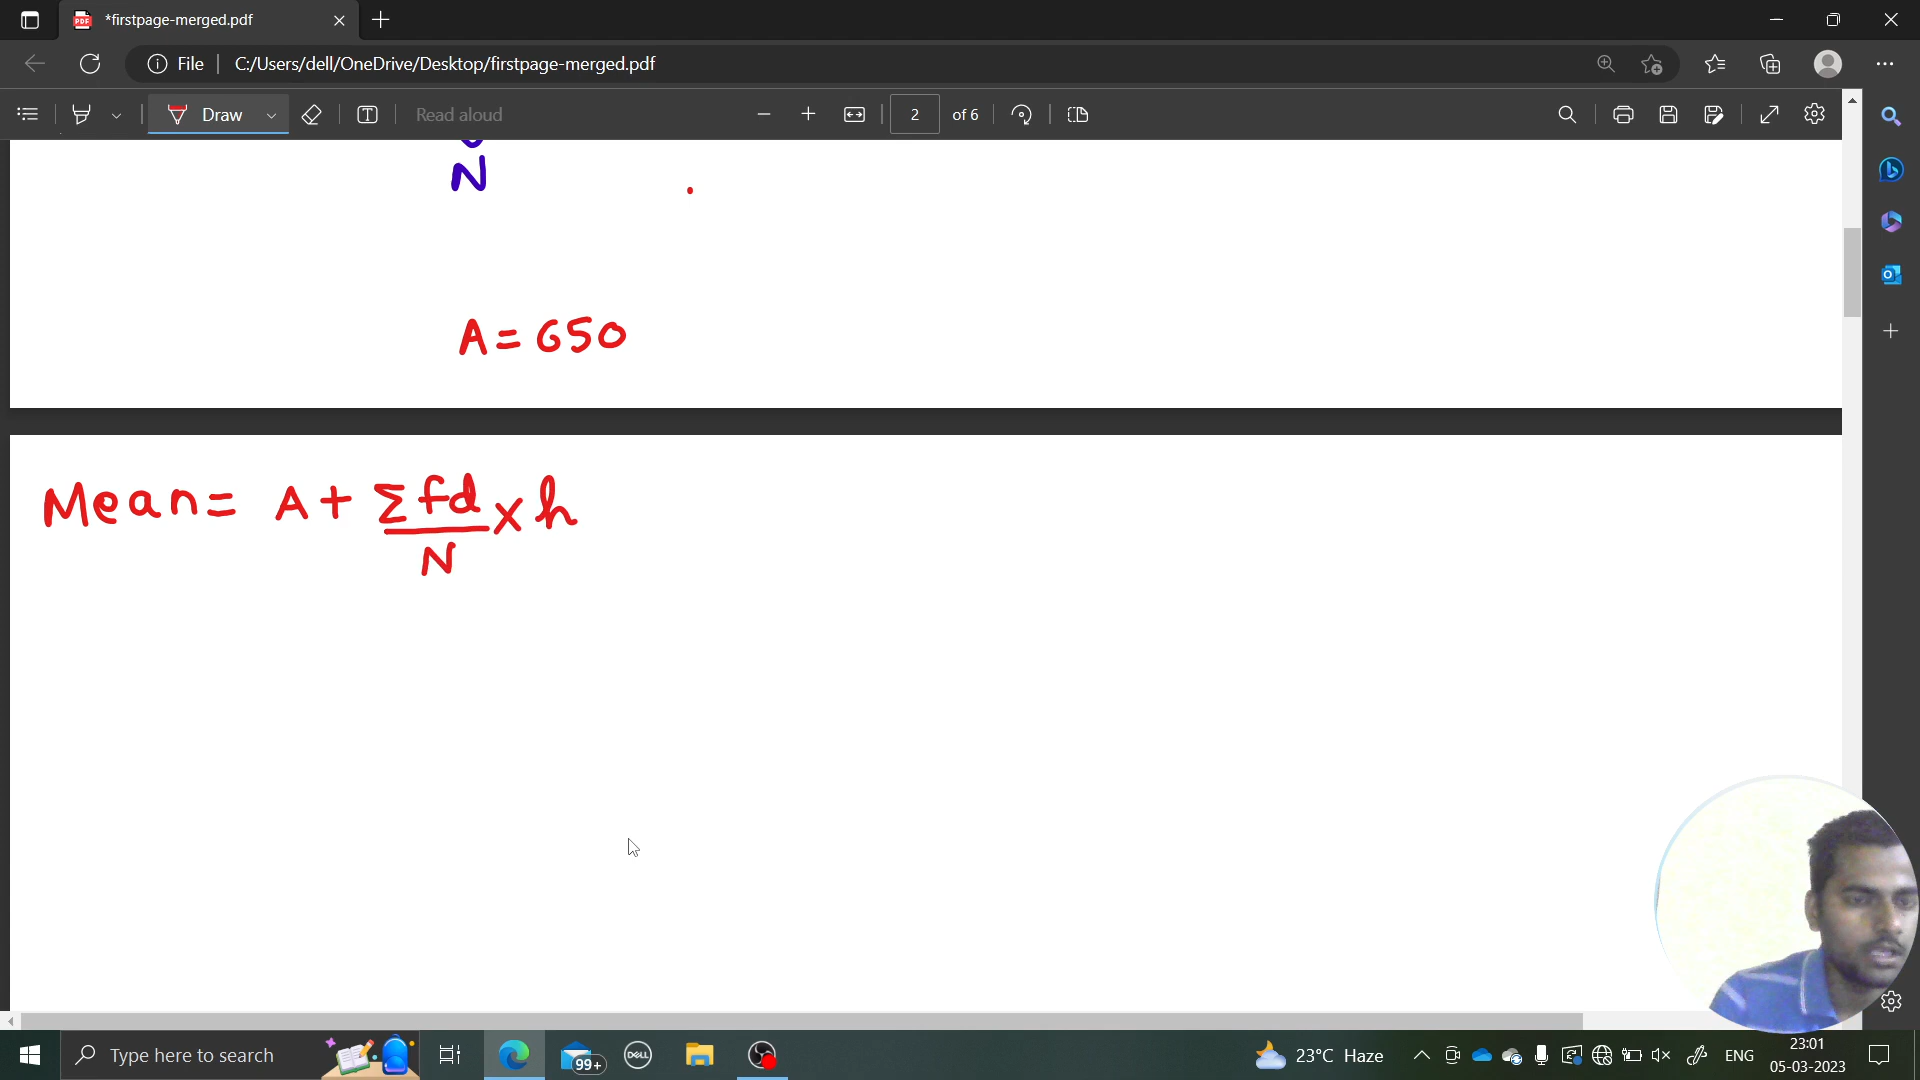 *firstpage-merged.pdf
File
C:/Users/dell/OneDrive/Desktop/firstpage-merged.pdf
Draw
Read aloud
2
of 6
N
A = 650
Mean = A + Σfd/N × h
Type here to search
99+
DELL
23°C Haze
ENG
23:01
05-03-2023